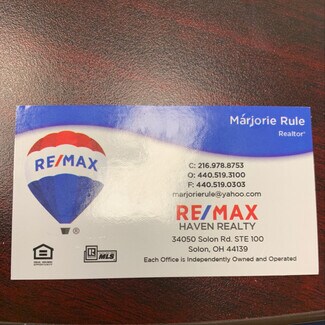 Márjorie Rule
Realtor®
RE/MAX
C: 216.978.8753
O: 440.519.3100
F: 440.519.0303
marjorierule@yahoo.com
RE/MAX
HAVEN REALTY
34050 Solon Rd. STE 100
Solon, OH 44139
Each Office is Independently Owned and Operated
®
R MLS